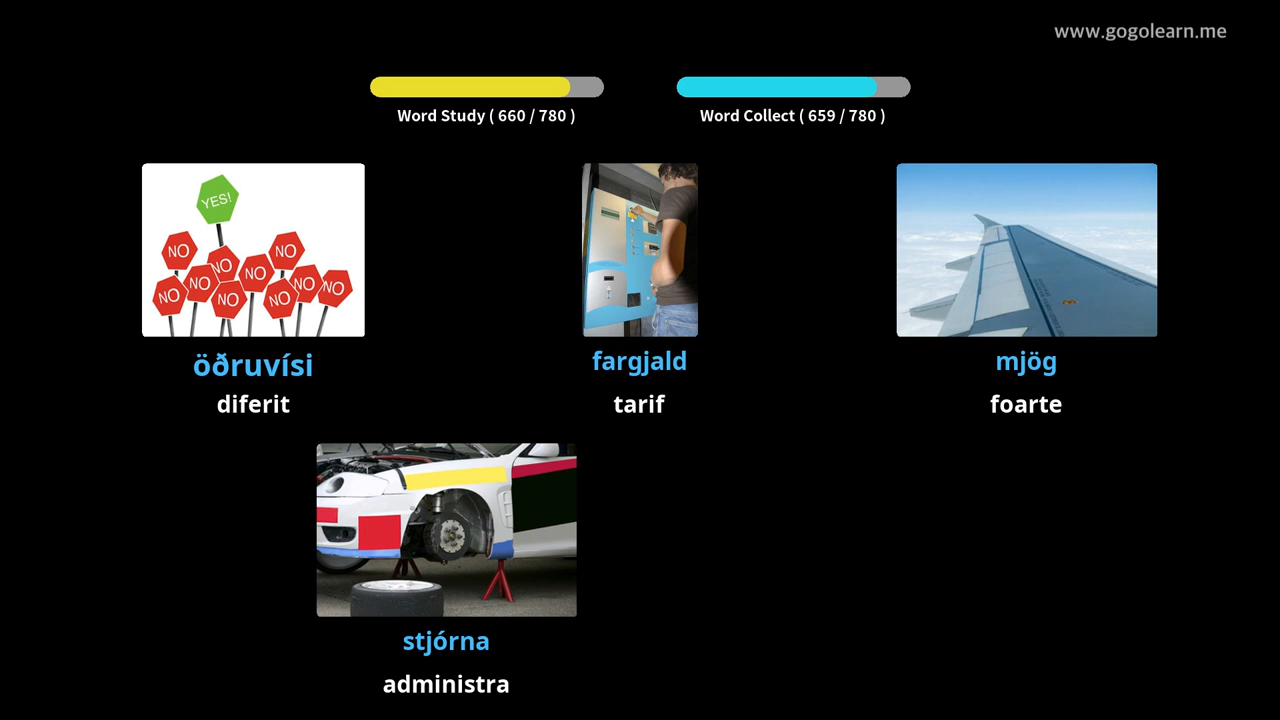 www.gogolearn.me
Word Study ( 660 / 780 )
Word Collect ( 659 / 780 )
YES!
NO
NO
NO
NO
NO
NO
NO
NO
NO
NO
öðruvísi
fargjald
mjög
diferit
tarif
foarte
stjórna
administra